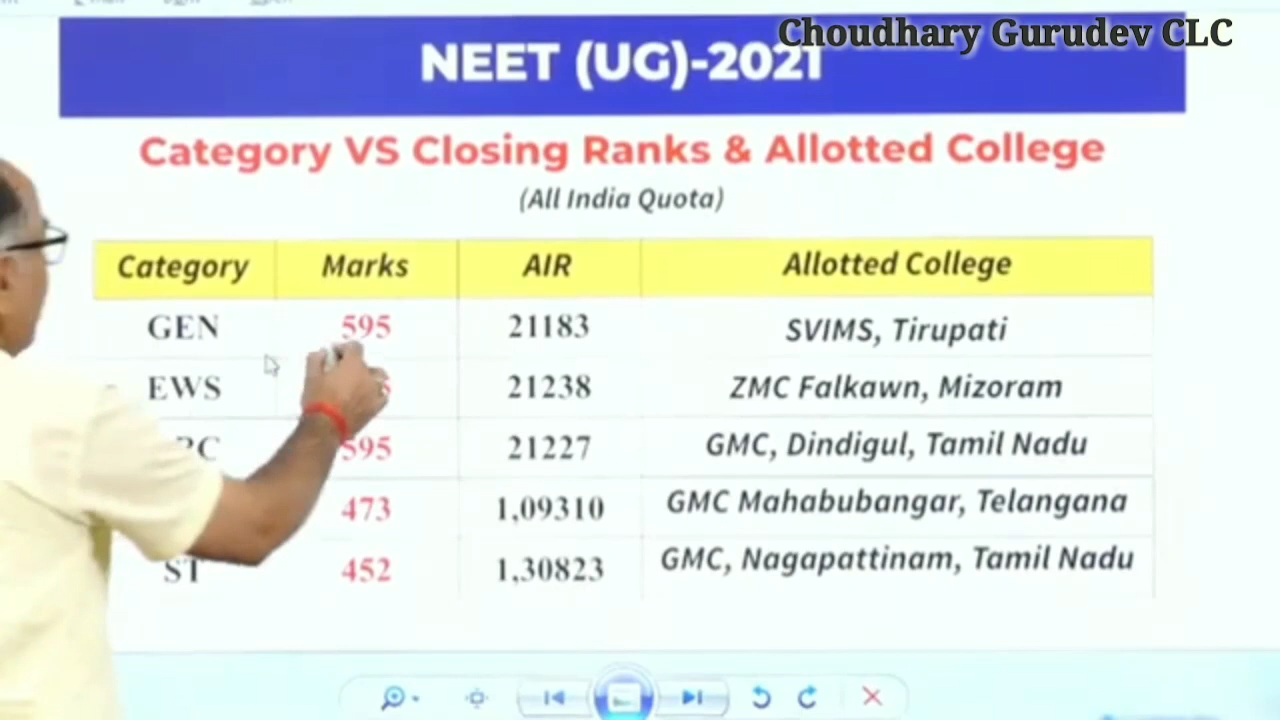 Choudhary Gurudev CLC
NEET (UG)-2021
Category VS Closing Ranks & Allotted College
(All India Quota)
Category Marks AIR Allotted College
GEN 595 21183 SVIMS, Tirupati
EWS 21238 ZMC Falkawn, Mizoram
595 21227 GMC, Dindigul, Tamil Nadu
473 1,09310 GMC Mahabubangar, Telangana
ST 452 1,30823 GMC, Nagapattinam, Tamil Nadu